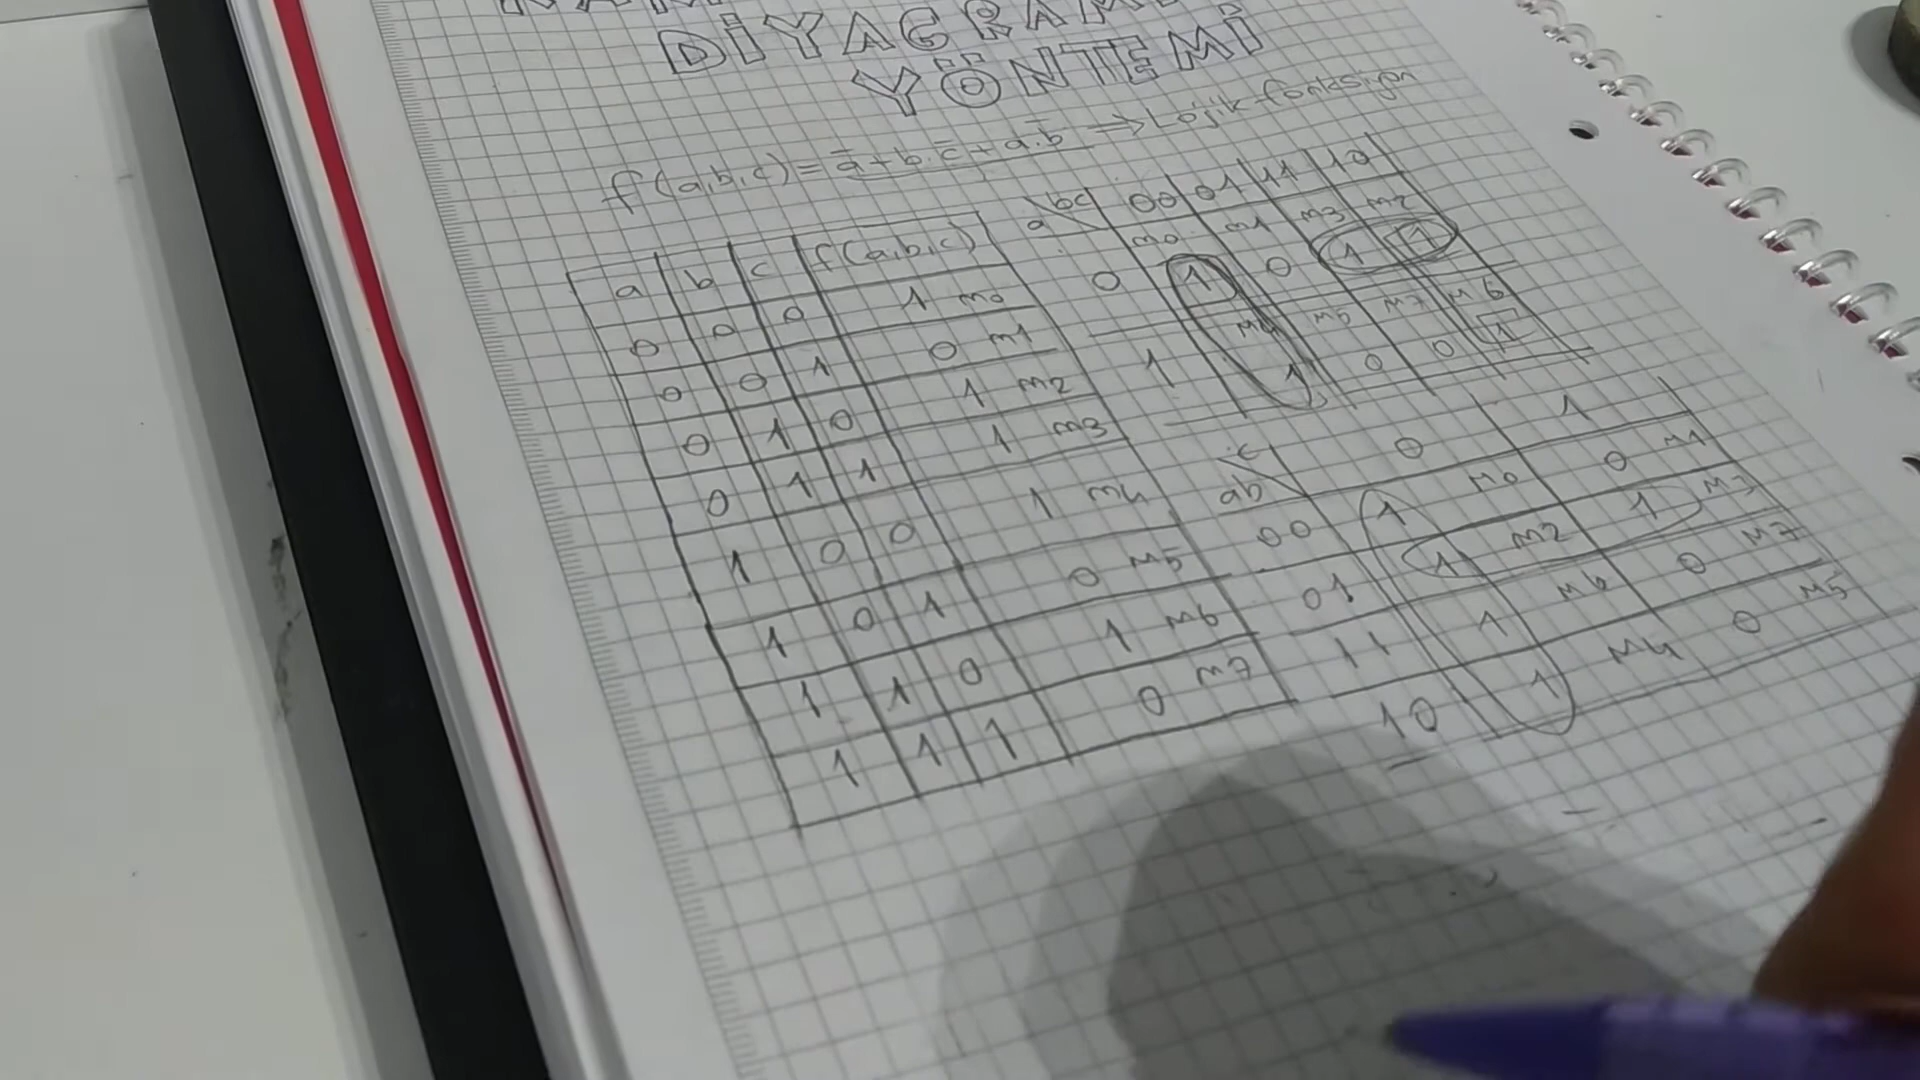 DİYAGRAM
YÖNTEMİ
f(a,b,c) = a̅ + b.c̅ + a.b̅ ⇒ Lojik fonksiyon
a b c f(a,b,c)
0 0 0 1 m0
0 0 1 0 m1
0 1 0 1 m2
0 1 1 1 m3
1 0 0 1 m4
1 0 1 0 m5
1 1 0 1 m6
1 1 1 0 m7
a bc 00 01 11 10
m0 m1 m3 m2
0 1 0 1 1
m4 m5 m7 m6
1 1 0 0 1
ab c 0 1
00 1 m0 0 m1
01 1 m2 1 m3
11 1 m6 0 m7
10 1 m4 0 m5